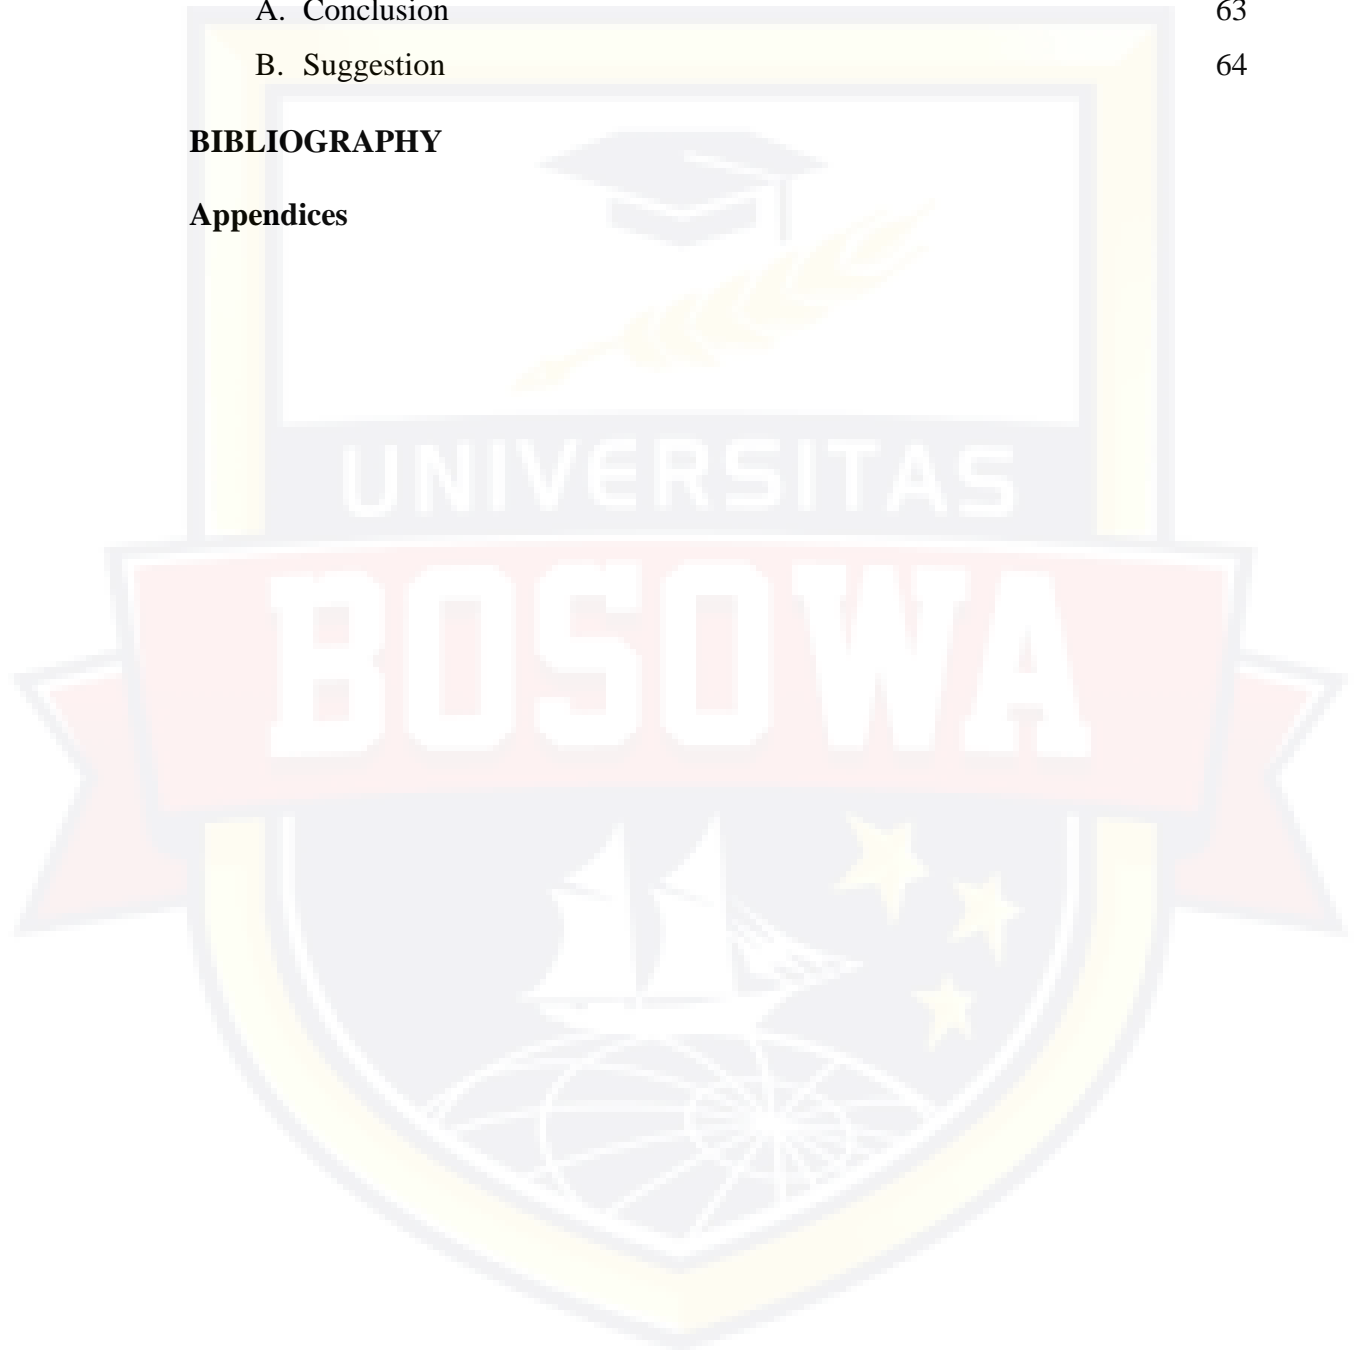 A. Conclusion 63
B. Suggestion 64
BIBLIOGRAPHY
Appendices
UNIVERSITAS
BOSOWA